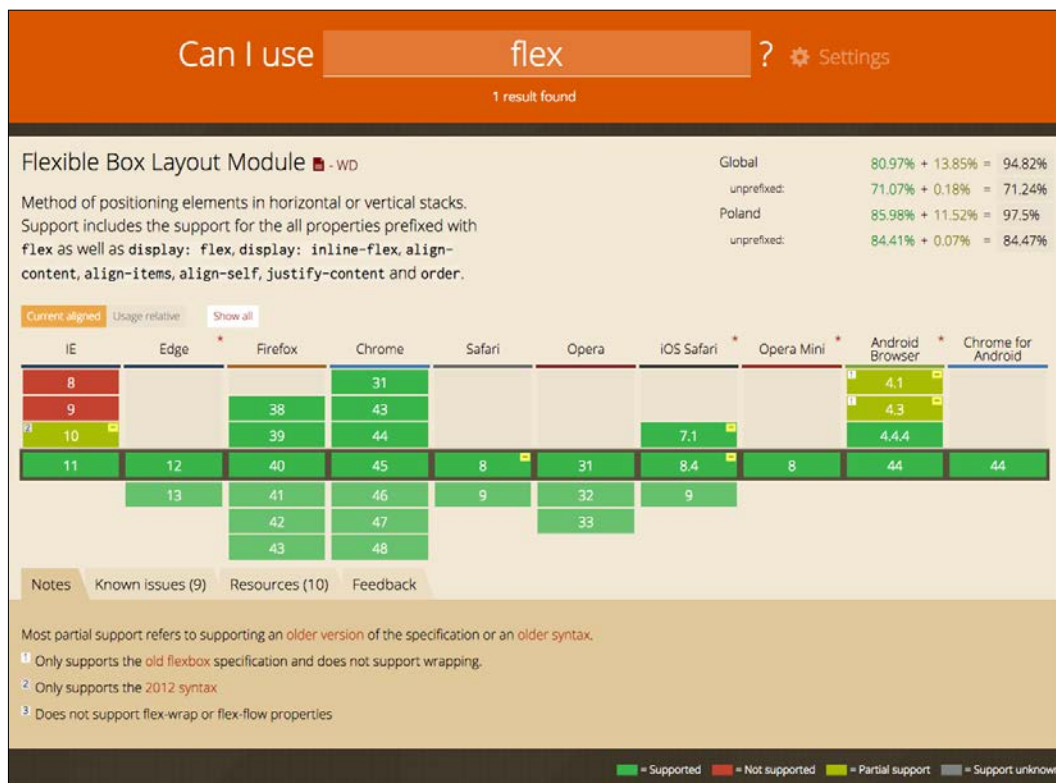 Can I use flex ? Settings
1 result found
Flexible Box Layout Module - WD
Method of positioning elements in horizontal or vertical stacks.
Support includes the support for the all properties prefixed with
flex as well as display: flex, display: inline-flex, align-
content, align-items, align-self, justify-content and order.
Global 80.97% + 13.85% = 94.82%
unprefixed: 71.07% + 0.18% = 71.24%
Poland 85.98% + 11.52% = 97.5%
unprefixed: 84.41% + 0.07% = 84.47%
Current aligned Usage relative Show all
IE Edge * Firefox Chrome Safari Opera iOS Safari * Opera Mini * Android Browser * Chrome for Android
8 31 1 4.1 -
9 38 43 1 4.3 -
2 10 - 39 44 7.1 - 4.4.4
11 12 40 45 8 - 31 8.4 - 8 44 44
13 41 46 9 32 9
42 47 33
43 48
Notes Known issues (9) Resources (10) Feedback
Most partial support refers to supporting an older version of the specification or an older syntax.
1 Only supports the old flexbox specification and does not support wrapping.
2 Only supports the 2012 syntax
3 Does not support flex-wrap or flex-flow properties
= Supported = Not supported = Partial support = Support unknown